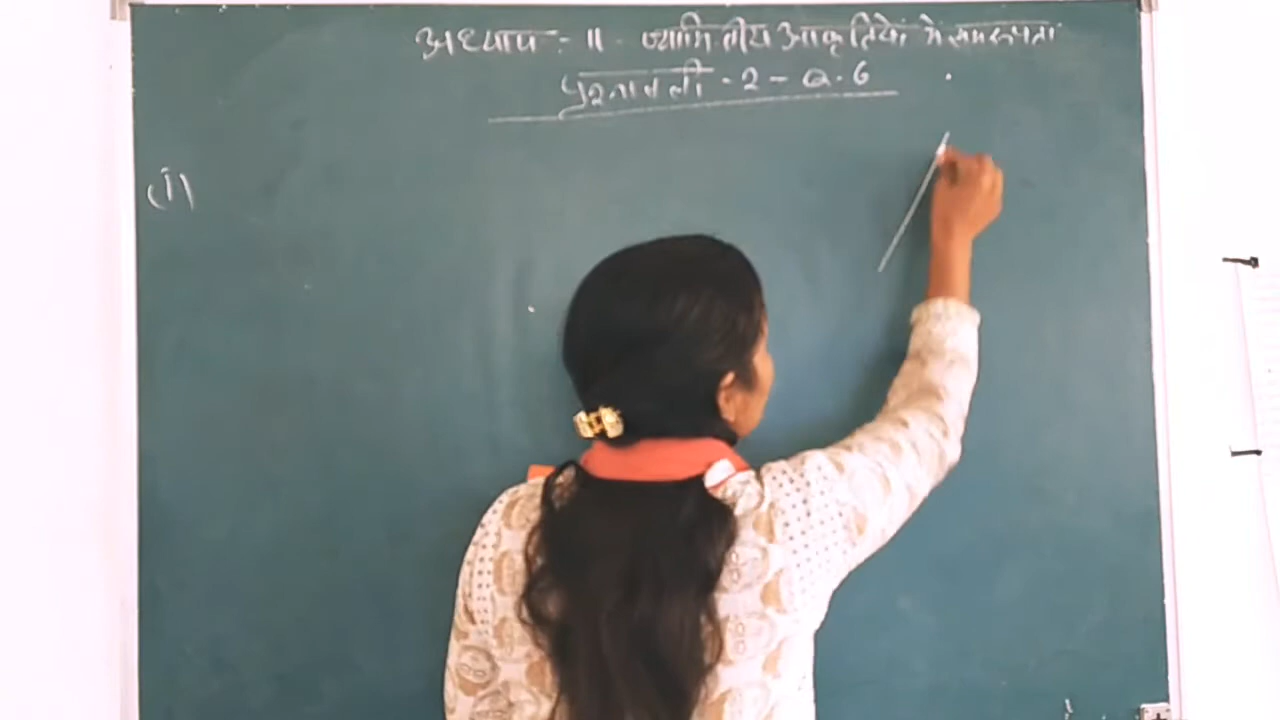 अध्याय :- 11 - ज्यामितीय आकृतियों में समरूपता
प्रश्नावली - 2 - Q. 6
(i)